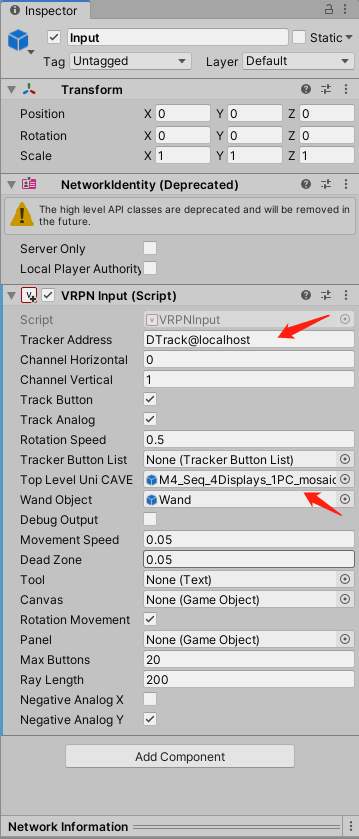 Inspector
Input Static
Tag Untagged Layer Default
Transform
Position X 0 Y 0 Z 0
Rotation X 0 Y 0 Z 0
Scale X 1 Y 1 Z 1
NetworkIdentity (Deprecated)
The high level API classes are deprecated and will be removed in
the future.
Server Only
Local Player Authority
VRPN Input (Script)
Script VRPNInput
Tracker Address DTrack@localhost
Channel Horizontal 0
Channel Vertical 1
Track Button
Track Analog
Rotation Speed 0.5
Tracker Button List None (Tracker Button List)
Top Level Uni CAVE M4_Seq_4Displays_1PC_mosaic
Wand Object Wand
Debug Output
Movement Speed 0.05
Dead Zone 0.05
Tool None (Text)
Canvas None (Game Object)
Rotation Movement
Panel None (Game Object)
Max Buttons 20
Ray Length 200
Negative Analog X
Negative Analog Y
Add Component
Network Information